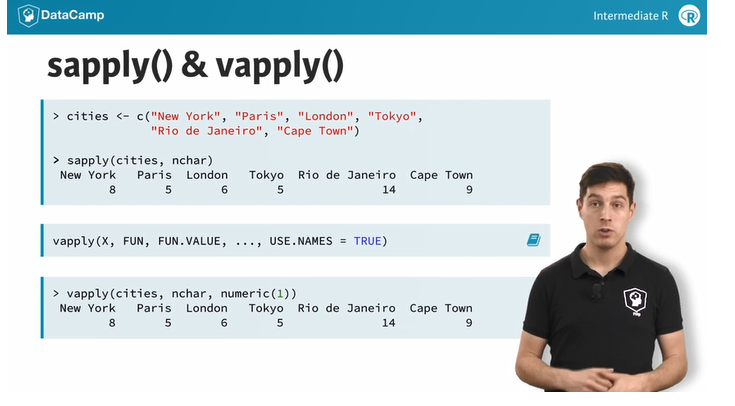 DataCamp
Intermediate R
R
sapply() & vapply()
> cities <- c("New York", "Paris", "London", "Tokyo",
"Rio de Janeiro", "Cape Town")
> sapply(cities, nchar)
New York Paris London Tokyo Rio de Janeiro Cape Town
8 5 6 5 14 9
vapply(X, FUN, FUN.VALUE, ..., USE.NAMES = TRUE)
> vapply(cities, nchar, numeric(1))
New York Paris London Tokyo Rio de Janeiro Cape Town
8 5 6 5 14 9